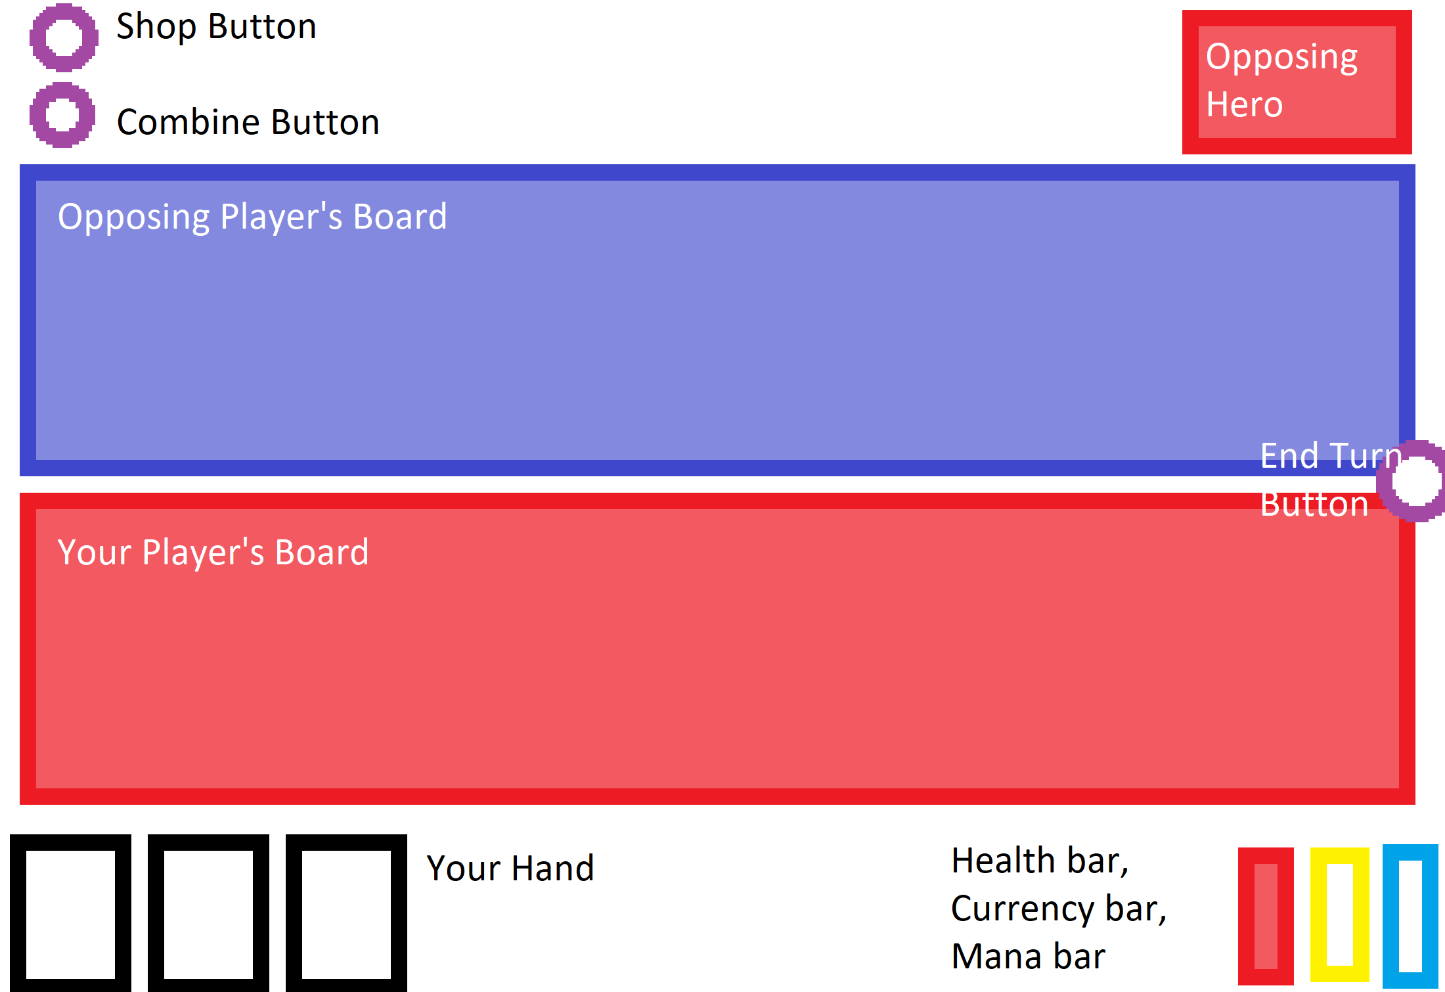 Shop Button
Opposing
Hero
Combine Button
Opposing Player's Board
End Turn
Button
Your Player's Board
Your Hand
Health bar,
Currency bar,
Mana bar